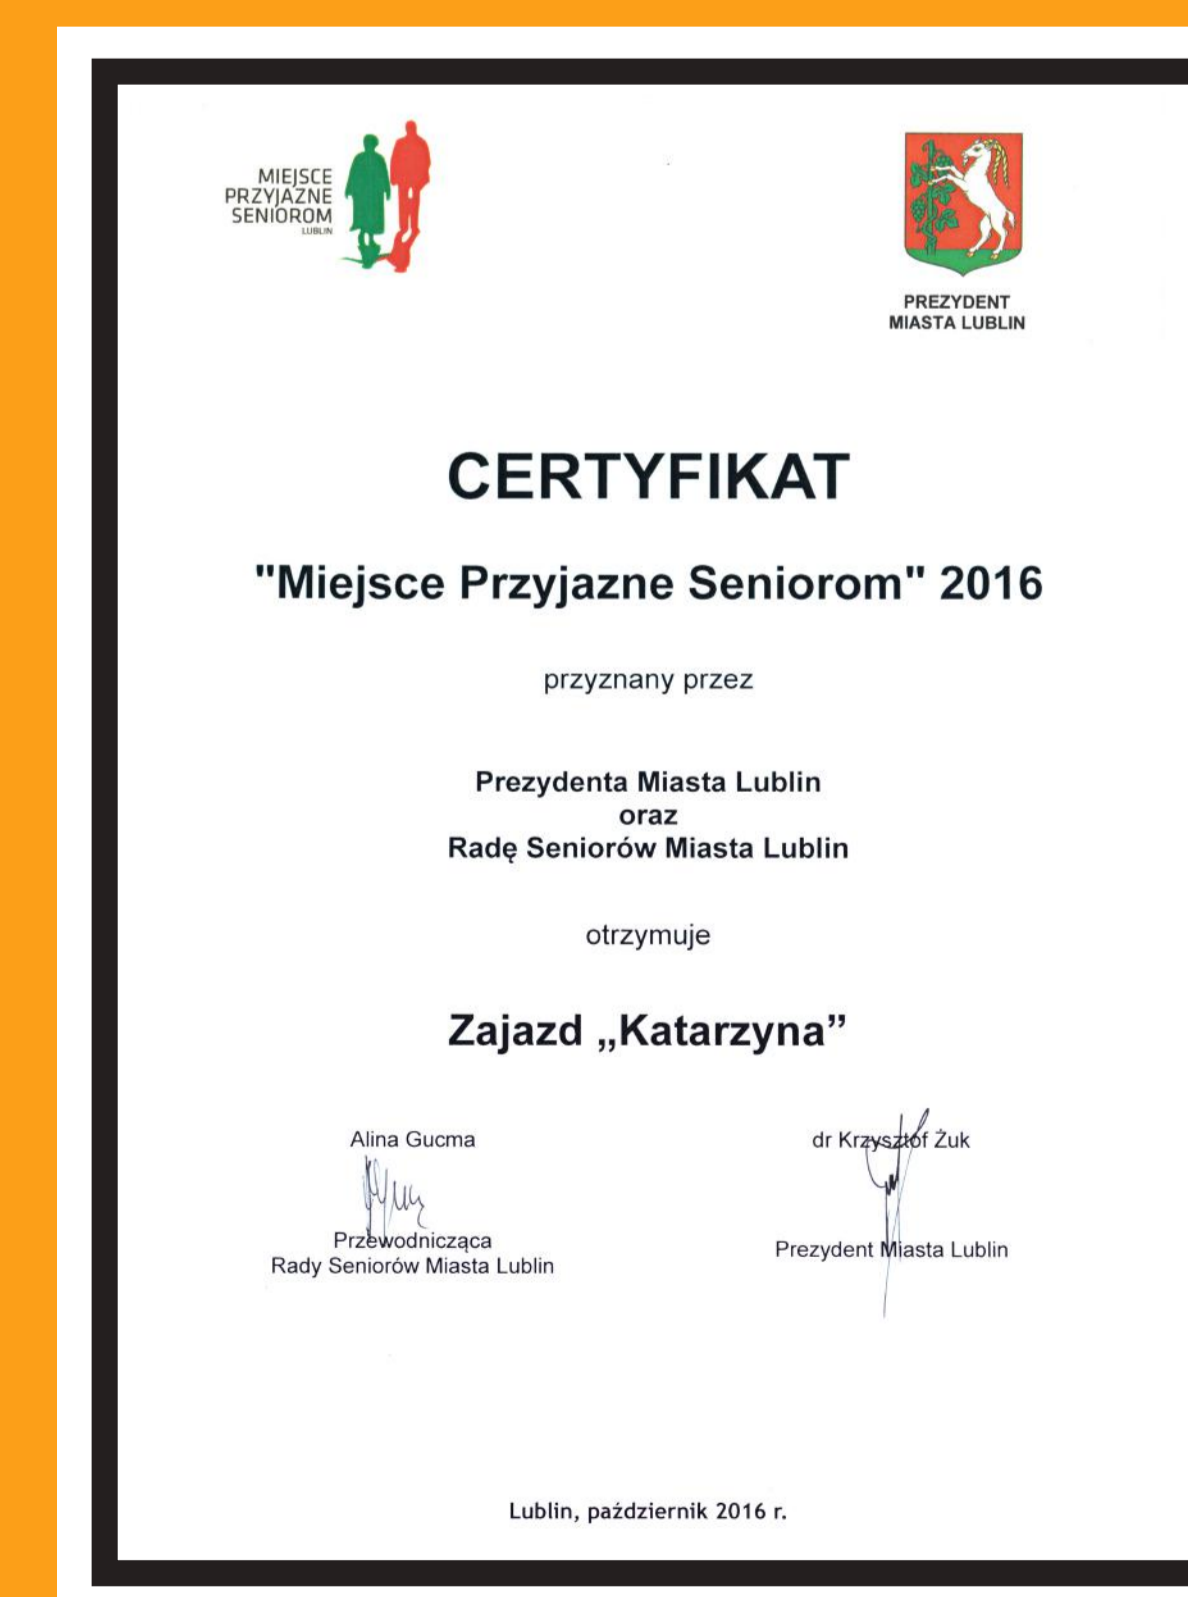 MIEJSCE
PRZYJAZNE
SENIOROM
LUBLIN
PREZYDENT
MIASTA LUBLIN
CERTYFIKAT
"Miejsce Przyjazne Seniorom" 2016
przyznany przez
Prezydenta Miasta Lublin
oraz
Radę Seniorów Miasta Lublin
otrzymuje
Zajazd „Katarzyna”
Alina Gucma
Przewodnicząca
Rady Seniorów Miasta Lublin
dr Krzysztof Żuk
Prezydent Miasta Lublin
Lublin, październik 2016 r.